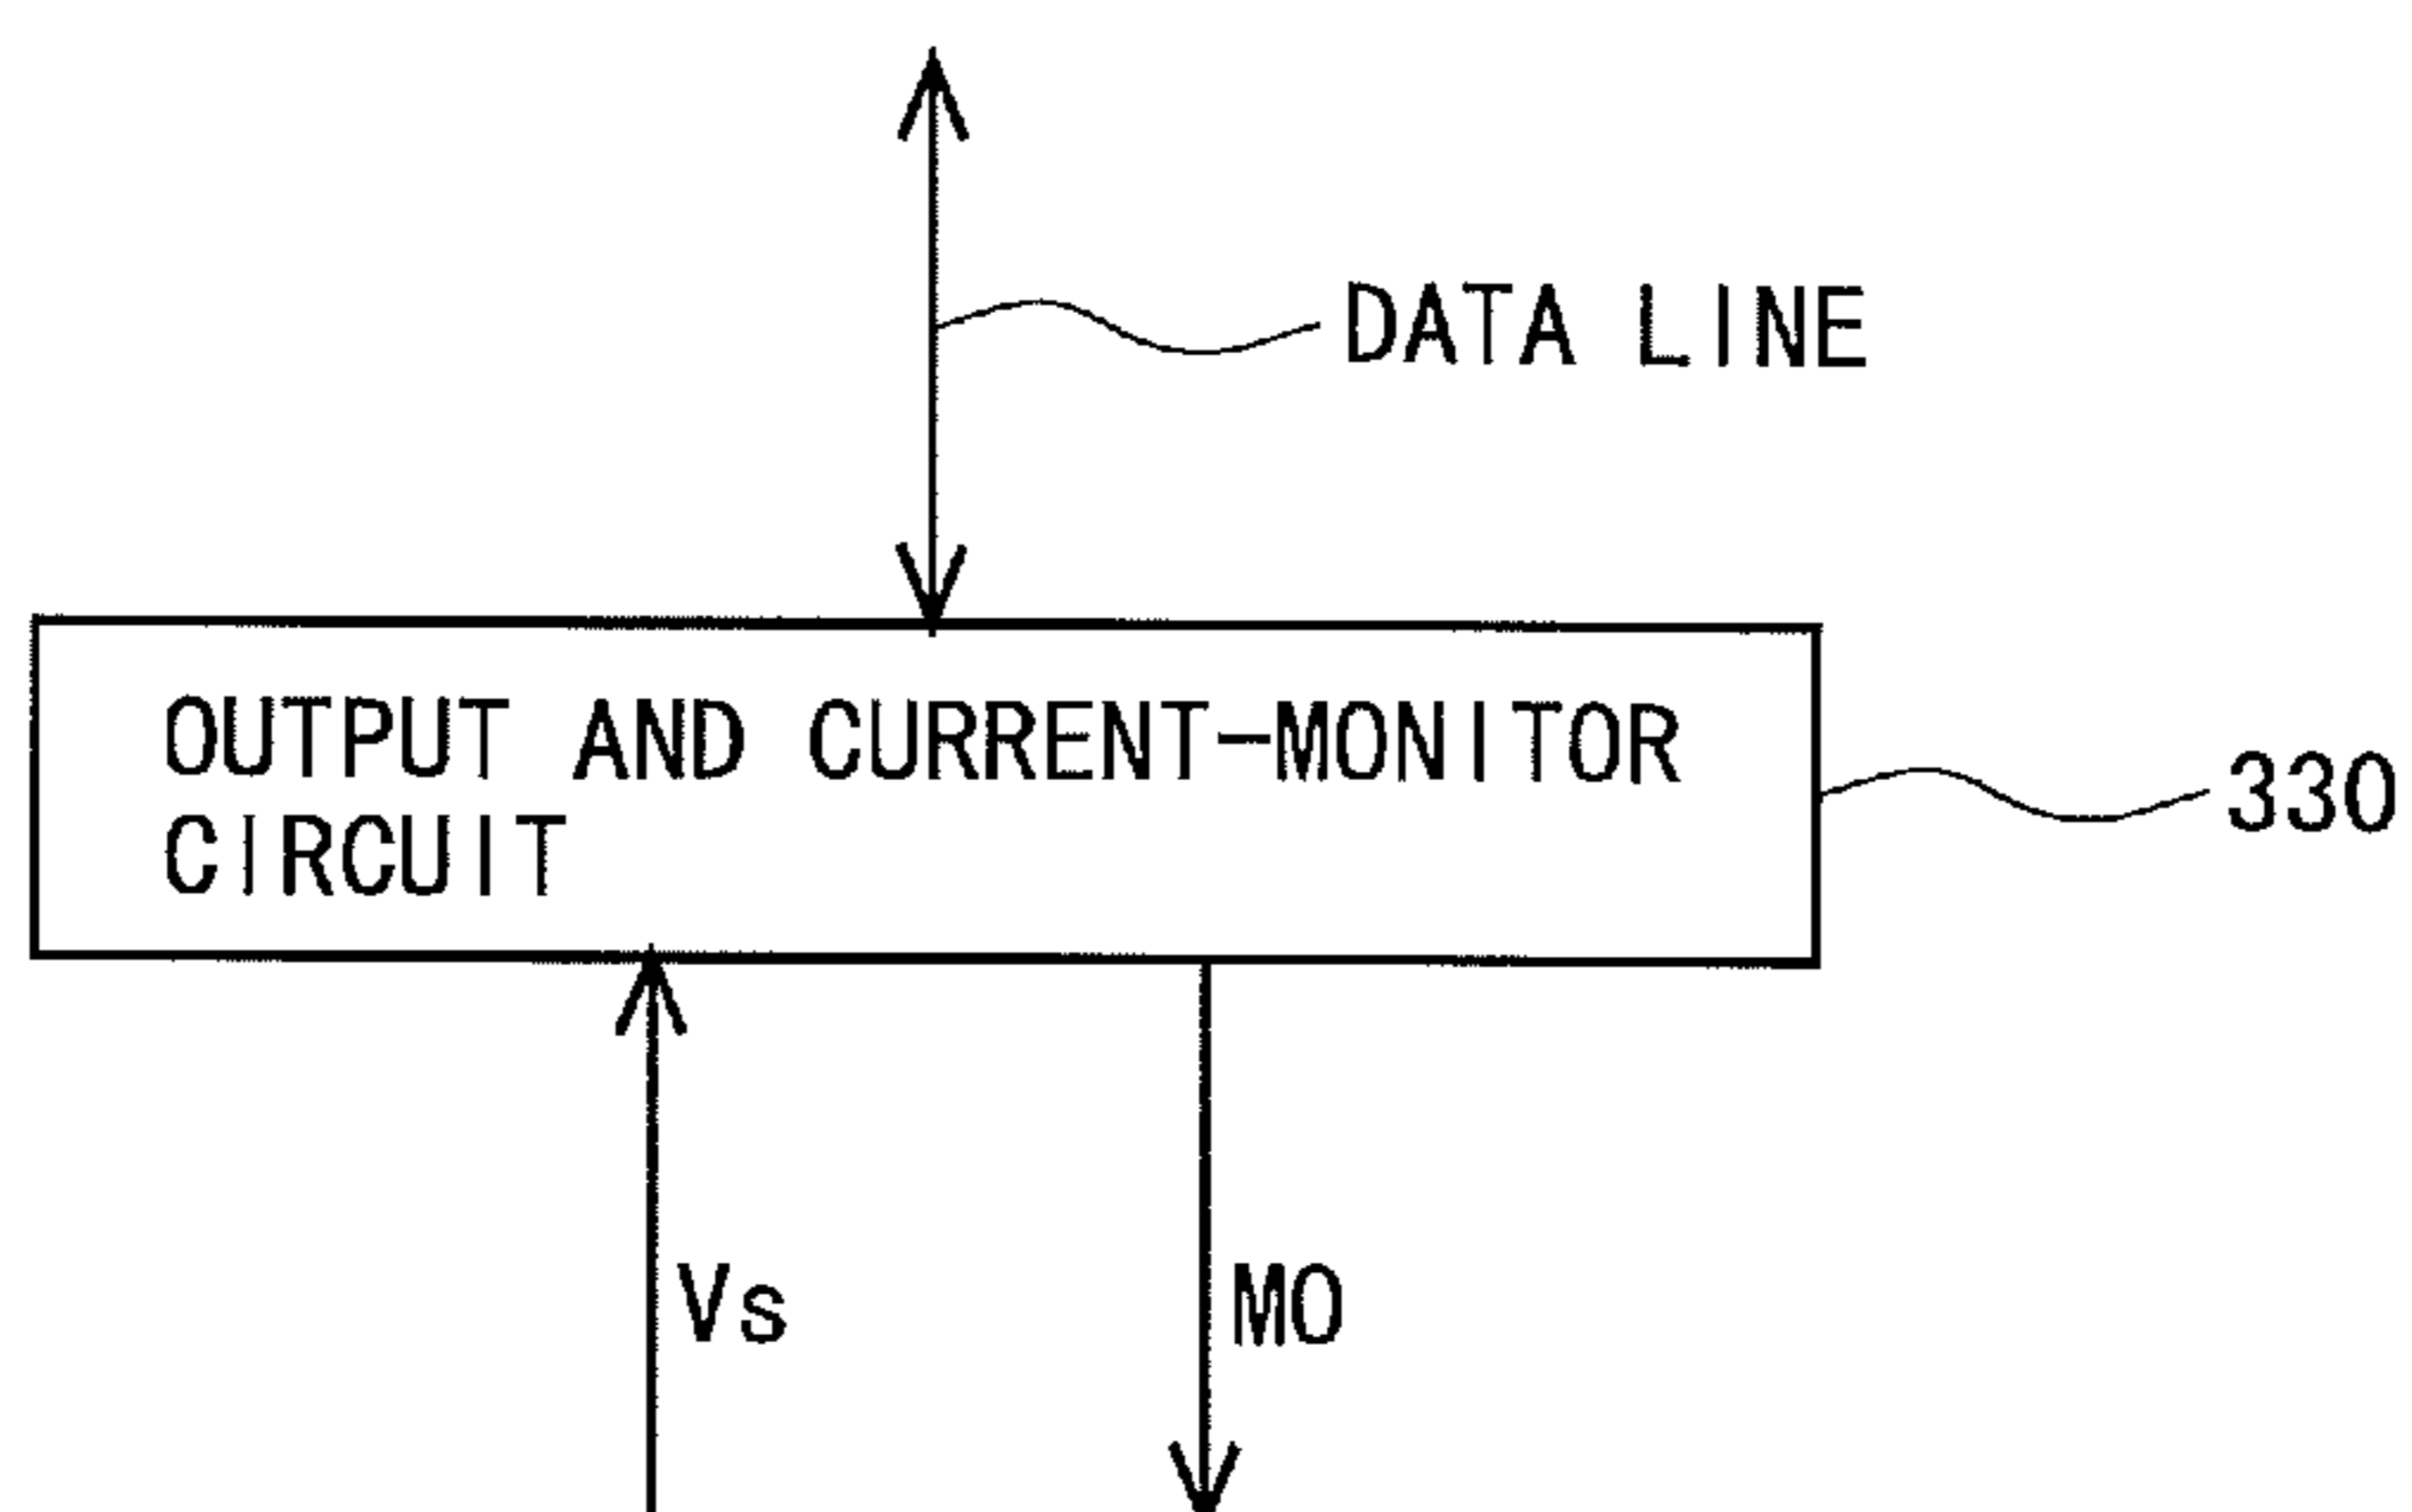 DATA LINE
OUTPUT AND CURRENT-MONITOR
CIRCUIT
330
Vs
MO